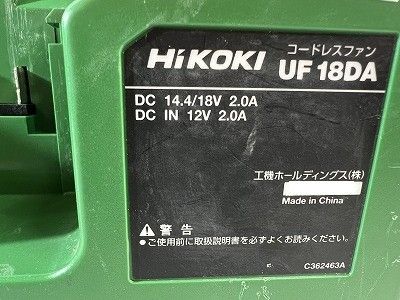 HiKOKI コードレスファン
UF 18DA
DC 14.4/18V 2.0A
DC IN 12V 2.0A
工機ホールディングス(株)
Made in China
⚠ 警告
●ご使用前に取扱説明書を必ずよくお読みください。
C362463A